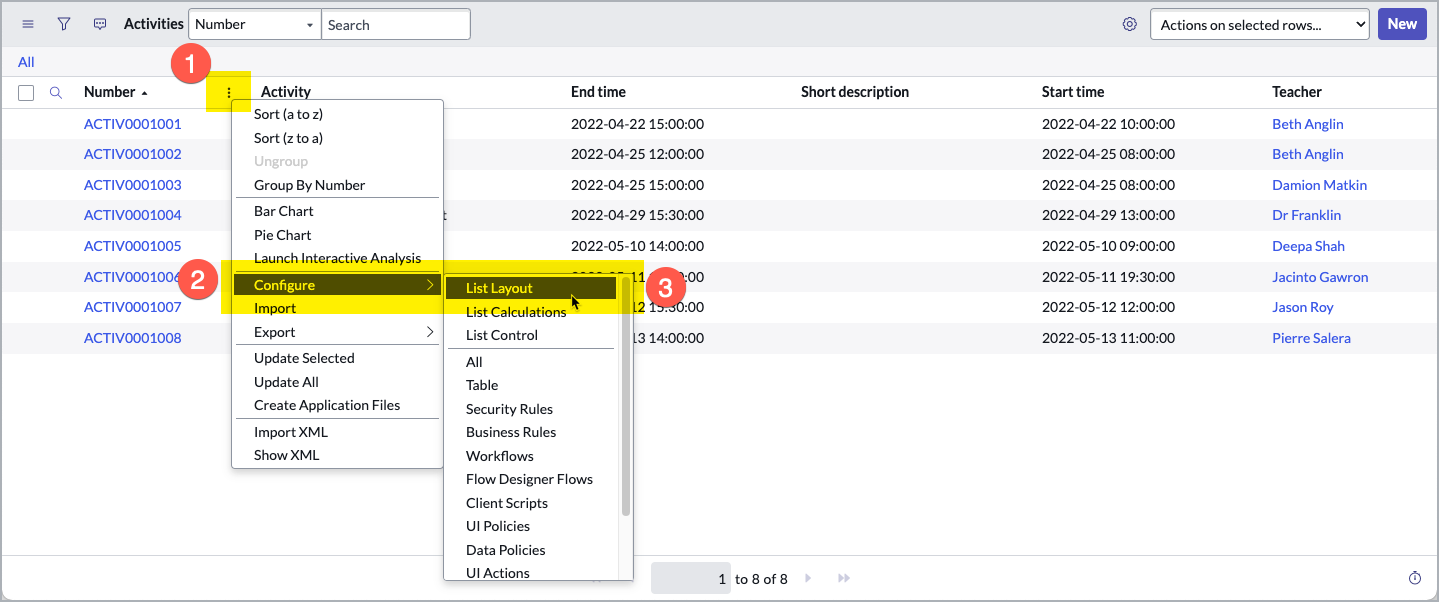 Activities Number Search Actions on selected rows... New
All
1
Number Activity End time Short description Start time Teacher
ACTIV0001001 2022-04-22 15:00:00 2022-04-22 10:00:00 Beth Anglin
ACTIV0001002 2022-04-25 12:00:00 2022-04-25 08:00:00 Beth Anglin
ACTIV0001003 2022-04-25 15:00:00 2022-04-25 08:00:00 Damion Matkin
ACTIV0001004 t 2022-04-29 15:30:00 2022-04-29 13:00:00 Dr Franklin
ACTIV0001005 2022-05-10 14:00:00 2022-05-10 09:00:00 Deepa Shah
ACTIV0001006 2022-05-11 19:30:00 Jacinto Gawron
ACTIV0001007 12 15:30:00 2022-05-12 12:00:00 Jason Roy
ACTIV0001008 13 14:00:00 2022-05-13 11:00:00 Pierre Salera
Sort (a to z)
Sort (z to a)
Ungroup
Group By Number
Bar Chart
Pie Chart
Launch Interactive Analysis
2
Configure
Import
Export
Update Selected
Update All
Create Application Files
Import XML
Show XML
3
List Layout
List Calculations
List Control
All
Table
Security Rules
Business Rules
Workflows
Flow Designer Flows
Client Scripts
UI Policies
Data Policies
UI Actions
1 to 8 of 8